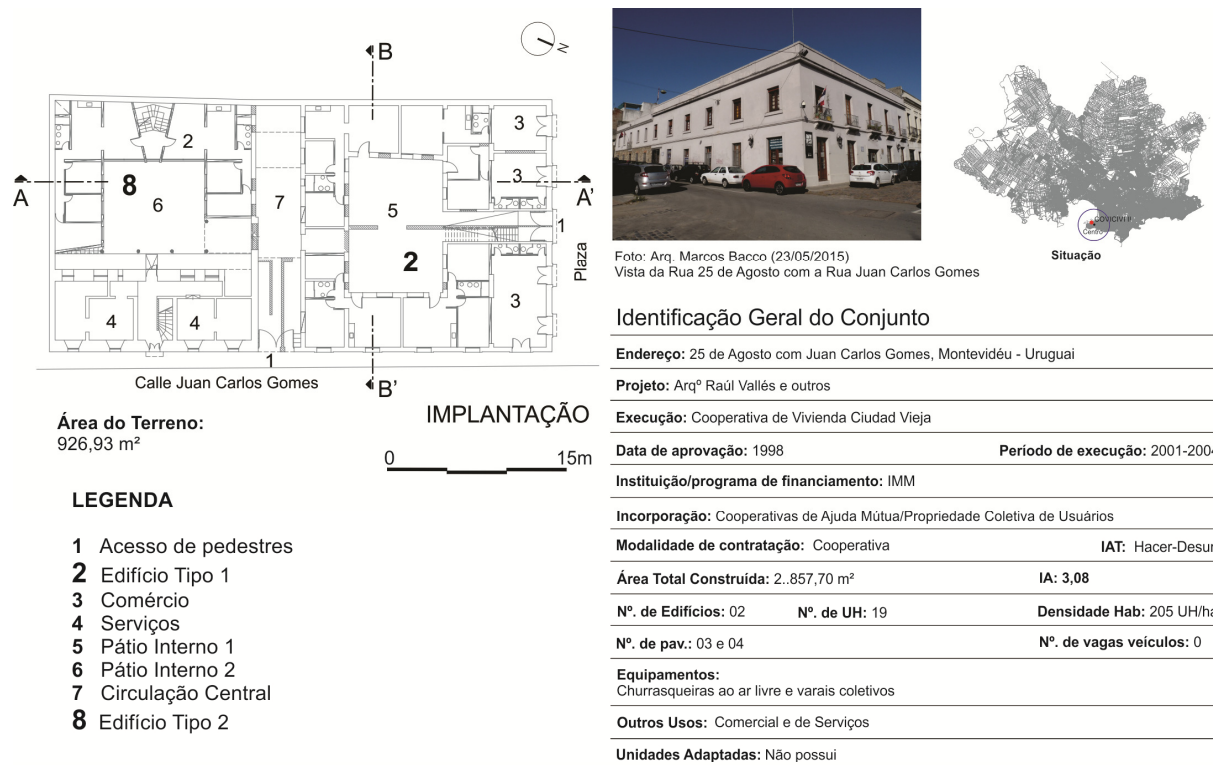 B
N
3
2
A
8
6
7
5
3
A'
1
Plaza
2
3
4
4
1
Calle Juan Carlos Gomes
B'
Área do Terreno:
926,93 m²
IMPLANTAÇÃO
0 15m
LEGENDA
1 Acesso de pedestres
2 Edifício Tipo 1
3 Comércio
4 Serviços
5 Pátio Interno 1
6 Pátio Interno 2
7 Circulação Central
8 Edifício Tipo 2
COVICIVI II
Centro
Situação
Foto: Arq. Marcos Bacco (23/05/2015)
Vista da Rua 25 de Agosto com a Rua Juan Carlos Gomes
Identificação Geral do Conjunto
Endereço: 25 de Agosto com Juan Carlos Gomes, Montevidéu - Uruguai
Projeto: Arqº Raúl Vallés e outros
Execução: Cooperativa de Vivienda Ciudad Vieja
Data de aprovação: 1998 Período de execução: 2001-2004
Instituição/programa de financiamento: IMM
Incorporação: Cooperativas de Ajuda Mútua/Propriedade Coletiva de Usuários
Modalidade de contratação: Cooperativa IAT: Hacer-Desur
Área Total Construída: 2..857,70 m² IA: 3,08
Nº. de Edifícios: 02 Nº. de UH: 19 Densidade Hab: 205 UH/ha
Nº. de pav.: 03 e 04 Nº. de vagas veículos: 0
Equipamentos:
Churrasqueiras ao ar livre e varais coletivos
Outros Usos: Comercial e de Serviços
Unidades Adaptadas: Não possui